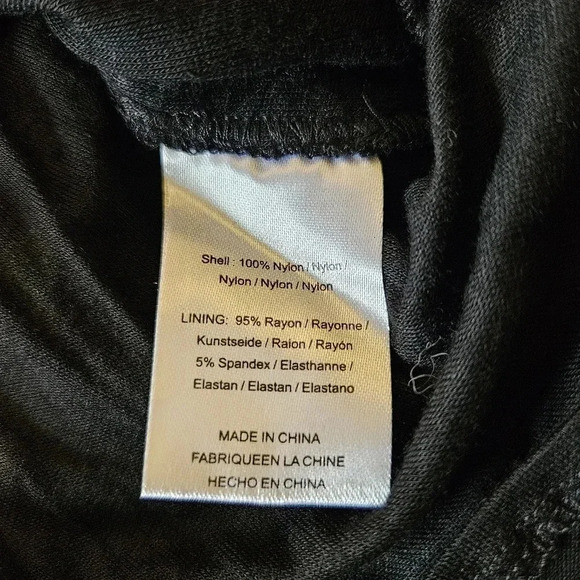 Shell : 100% Nylon / Nylon /
Nylon / Nylon / Nylon
LINING: 95% Rayon / Rayonne /
Kunstseide / Raion / Rayón
5% Spandex / Elasthanne /
Elastan / Elastan / Elastano
MADE IN CHINA
FABRIQUEEN LA CHINE
HECHO EN CHINA